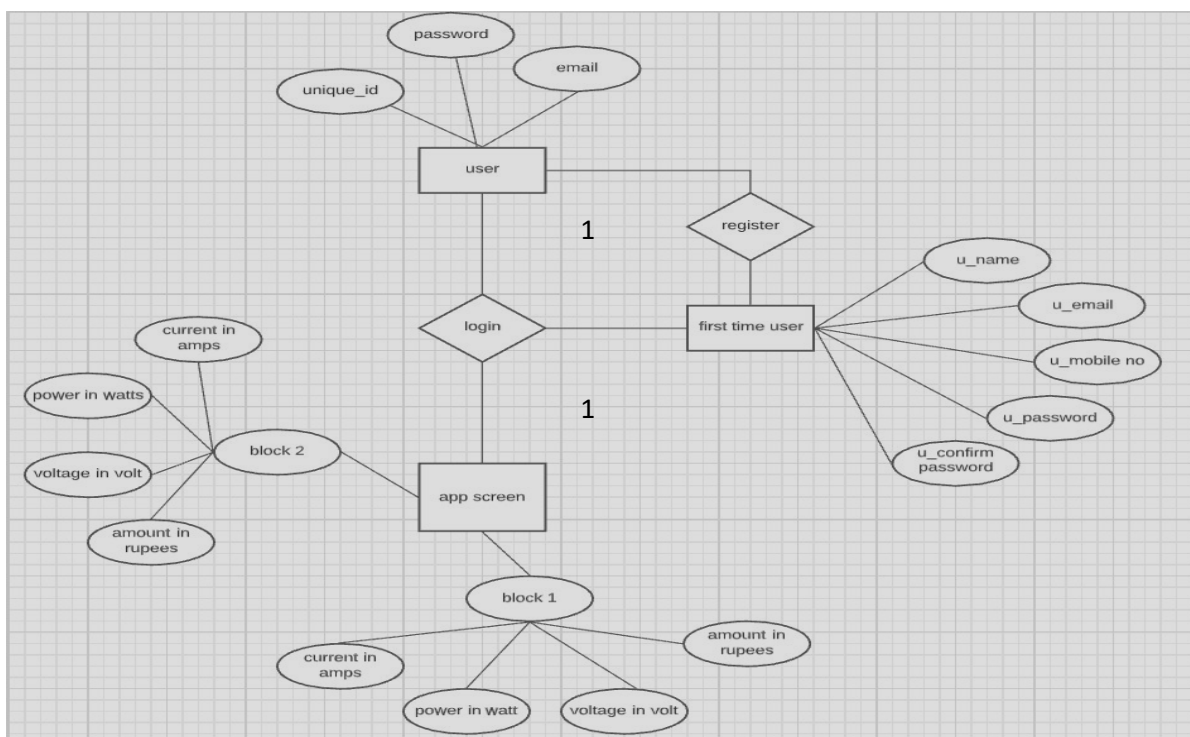 password
email
unique_id
user
1
register
u_name
u_email
login
first time user
current in
amps
u_mobile no
power in watts
1
u_password
block 2
u_confirm
password
voltage in volt
app screen
amount in
rupees
block 1
amount in
rupees
current in
amps
power in watt
voltage in volt